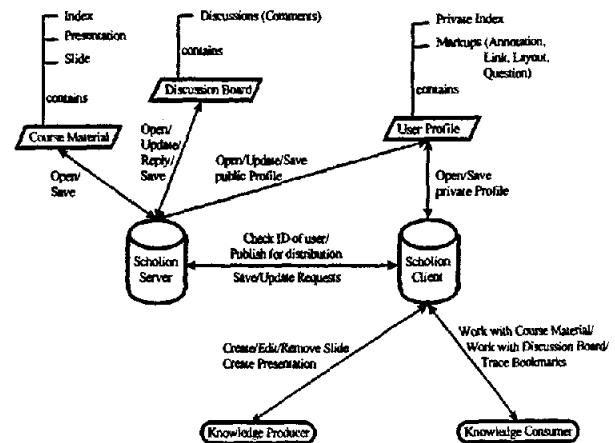 Index
Presentation
Slide
contains
Course Material
Discussions (Comments)
contains
Discussion Board
Private Index
Markups (Annotation,
Link, Layout,
Question)
contains
User Profile
Open/
Save
Open/
Update/
Reply/
Save
Open/Update/Save
public Profile
Open/Save
private Profile
Scholion
Server
Check ID of user/
Publish for distribution
Save/Update Requests
Scholion
Client
Create/Edit/Remove Slide
Create Presentation
Work with Course Material/
Work with Discussion Board/
Trace Bookmarks
Knowledge Producer
Knowledge Consumer